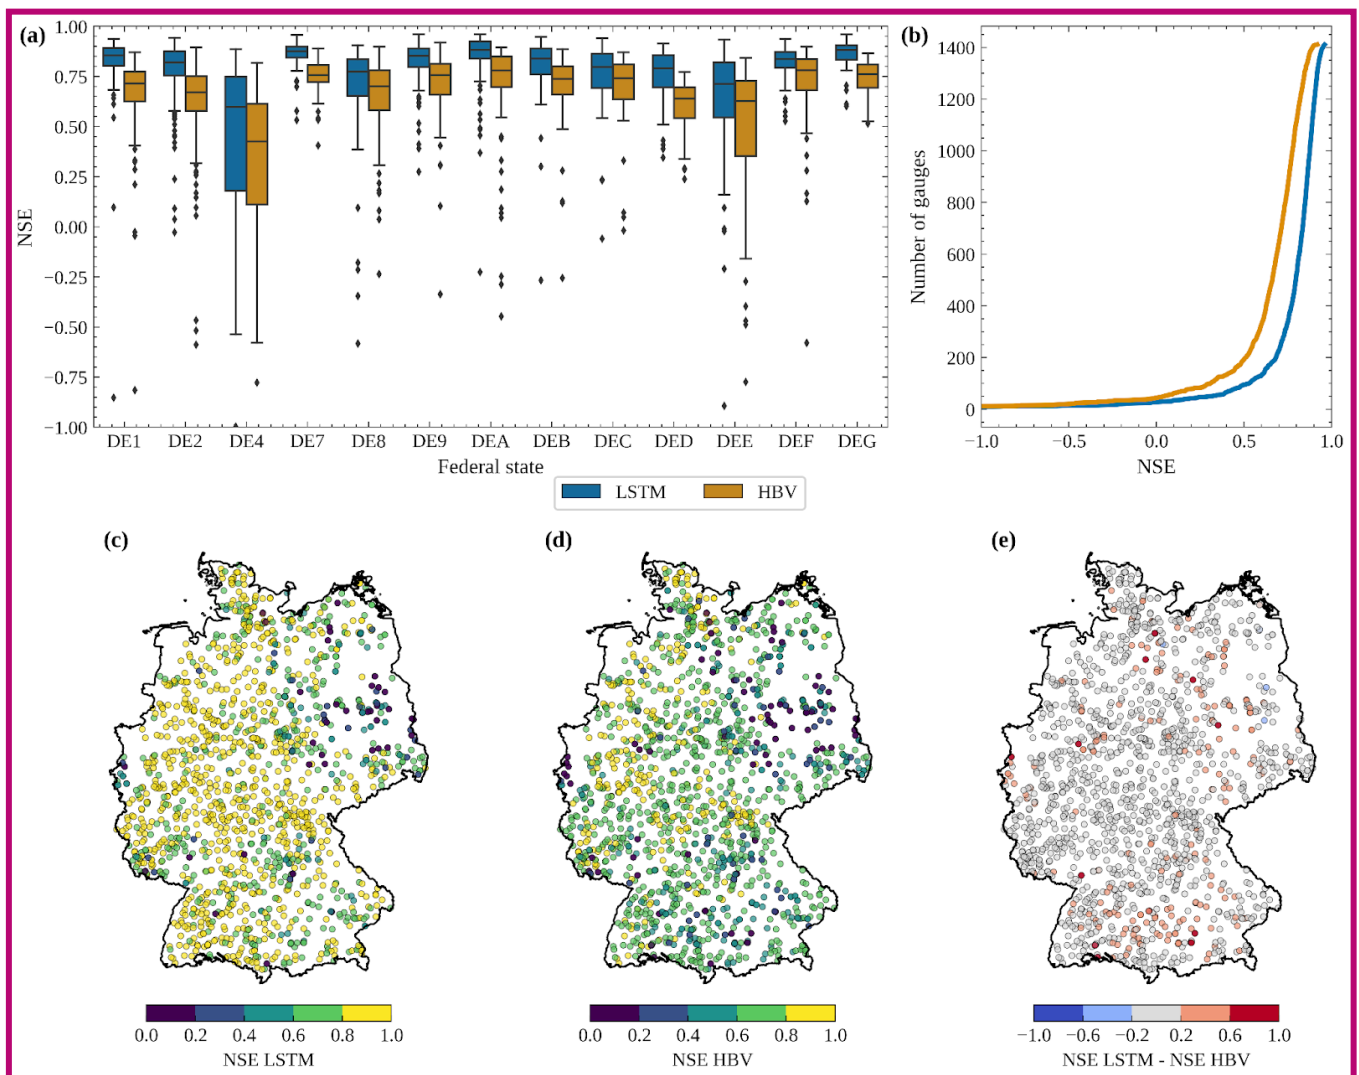 (a)
1.00
0.75
0.50
0.25
0.00
−0.25
−0.50
−0.75
−1.00
NSE
DE1 DE2 DE4 DE7 DE8 DE9 DEA DEB DEC DED DEE DEF DEG
Federal state
(b)
1400
1200
1000
800
600
400
200
0
Number of gauges
−1.0 −0.5 0.0 0.5 1.0
NSE
LSTM HBV
(c)
0.0 0.2 0.4 0.6 0.8 1.0
NSE LSTM
(d)
0.0 0.2 0.4 0.6 0.8 1.0
NSE HBV
(e)
−1.0 −0.6 −0.2 0.2 0.6 1.0
NSE LSTM - NSE HBV